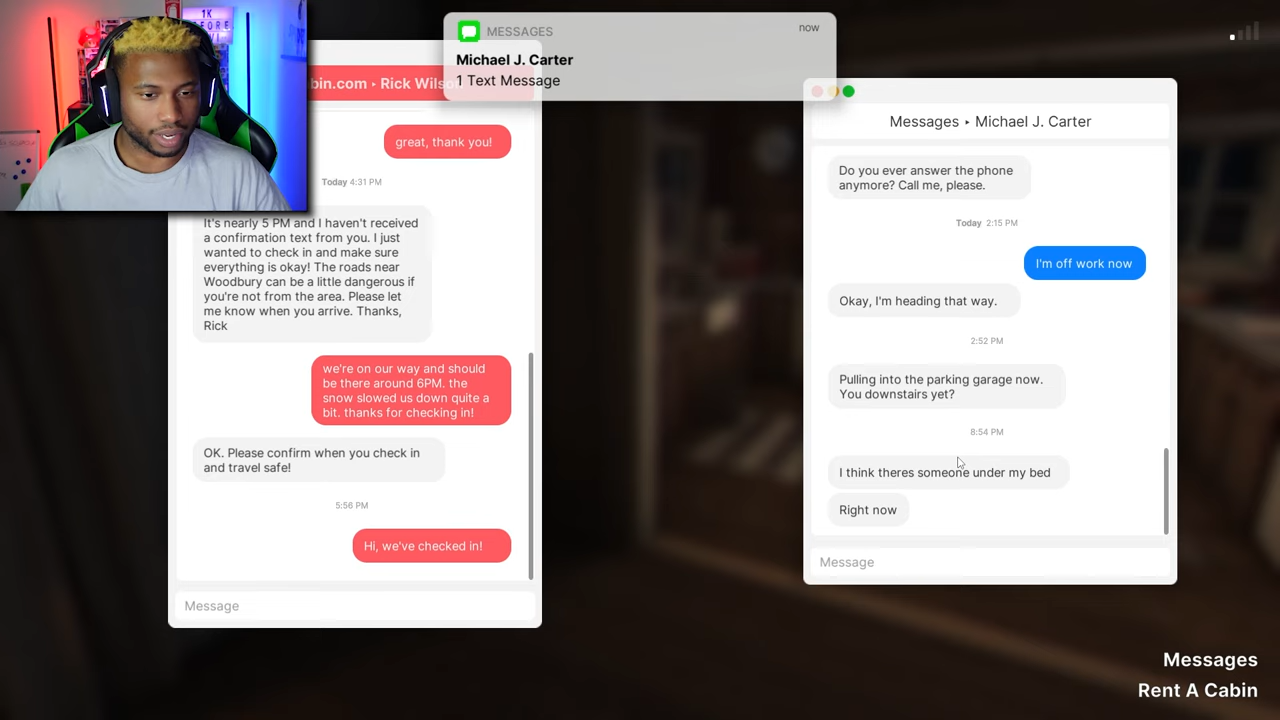 1K
MESSAGES
now
Michael J. Carter
1 Text Message
bin.com ▸ Rick Wilso
great, thank you!
Today 4:31 PM
It's nearly 5 PM and I haven't received
a confirmation text from you. I just
wanted to check in and make sure
everything is okay! The roads near
Woodbury can be a little dangerous if
you're not from the area. Please let
me know when you arrive. Thanks,
Rick
we're on our way and should
be there around 6PM. the
snow slowed us down quite a
bit. thanks for checking in!
OK. Please confirm when you check in
and travel safe!
5:56 PM
Hi, we've checked in!
Message
Messages ▸ Michael J. Carter
Do you ever answer the phone
anymore? Call me, please.
Today 2:15 PM
I'm off work now
Okay, I'm heading that way.
2:52 PM
Pulling into the parking garage now.
You downstairs yet?
8:54 PM
I think theres someone under my bed
Right now
Message
Messages
Rent A Cabin